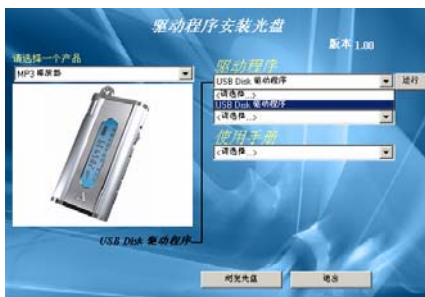 驱动程序安装光盘
版本 1.00
请选择一个产品
MP3 播放器
驱动程序
USB Disk 驱动程序
运行
<请选择...>
USB Disk 驱动程序
<请选择...>
使用手册
<请选择...>
USB Disk 驱动程序
浏览光盘
退出